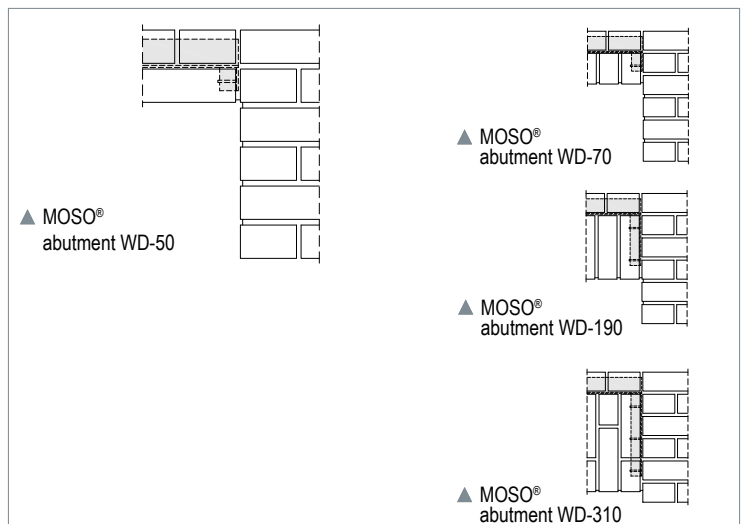 ▲ MOSO®
abutment WD-50
▲ MOSO®
abutment WD-70
▲ MOSO®
abutment WD-190
▲ MOSO®
abutment WD-310